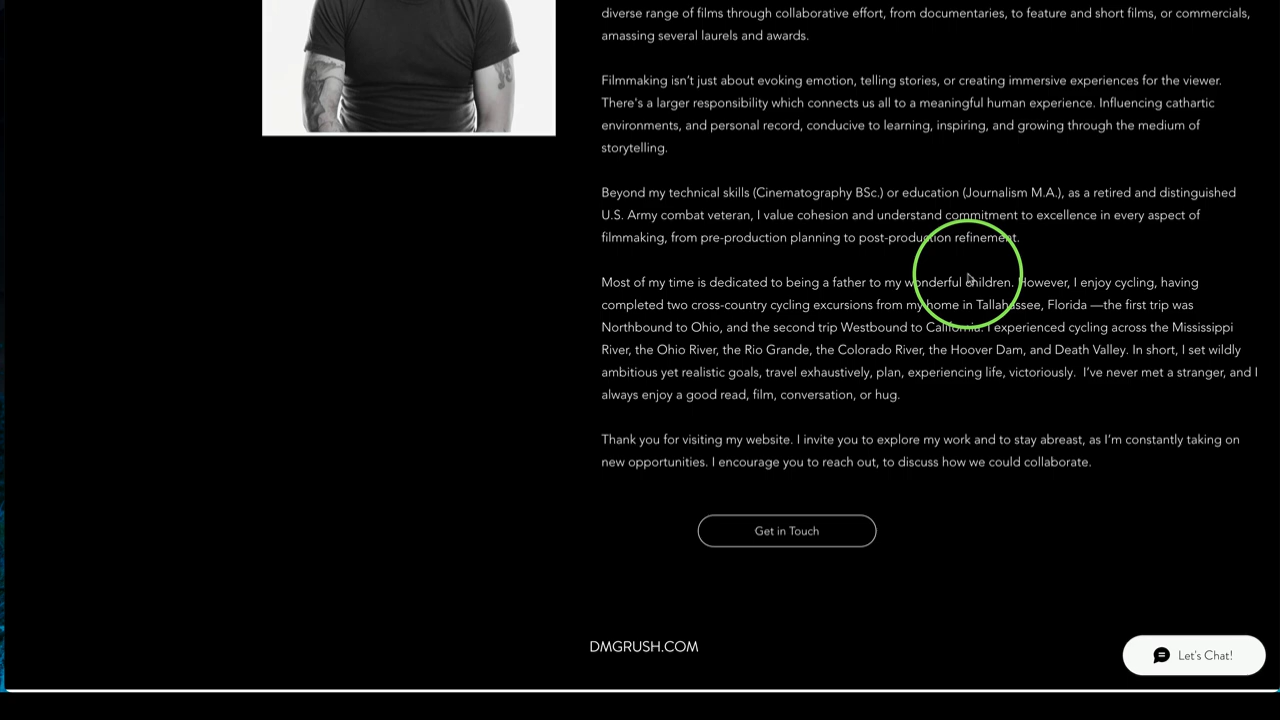 diverse range of films through collaborative effort, from documentaries, to feature and short films, or commercials,
amassing several laurels and awards.
Filmmaking isn't just about evoking emotion, telling stories, or creating immersive experiences for the viewer.
There's a larger responsibility which connects us all to a meaningful human experience. Influencing cathartic
environments, and personal record, conducive to learning, inspiring, and growing through the medium of
storytelling.
Beyond my technical skills (Cinematography BSc.) or education (Journalism M.A.), as a retired and distinguished
U.S. Army combat veteran, I value cohesion and understand commitment to excellence in every aspect of
filmmaking, from pre-production planning to post-production refinement.
Most of my time is dedicated to being a father to my wonderful children. However, I enjoy cycling, having
completed two cross-country cycling excursions from my home in Tallahassee, Florida —the first trip was
Northbound to Ohio, and the second trip Westbound to California. I experienced cycling across the Mississippi
River, the Ohio River, the Rio Grande, the Colorado River, the Hoover Dam, and Death Valley. In short, I set wildly
ambitious yet realistic goals, travel exhaustively, plan, experiencing life, victoriously.  I've never met a stranger, and I
always enjoy a good read, film, conversation, or hug.
Thank you for visiting my website. I invite you to explore my work and to stay abreast, as I'm constantly taking on
new opportunities. I encourage you to reach out, to discuss how we could collaborate.
Get in Touch
DMGRUSH.COM
Let's Chat!